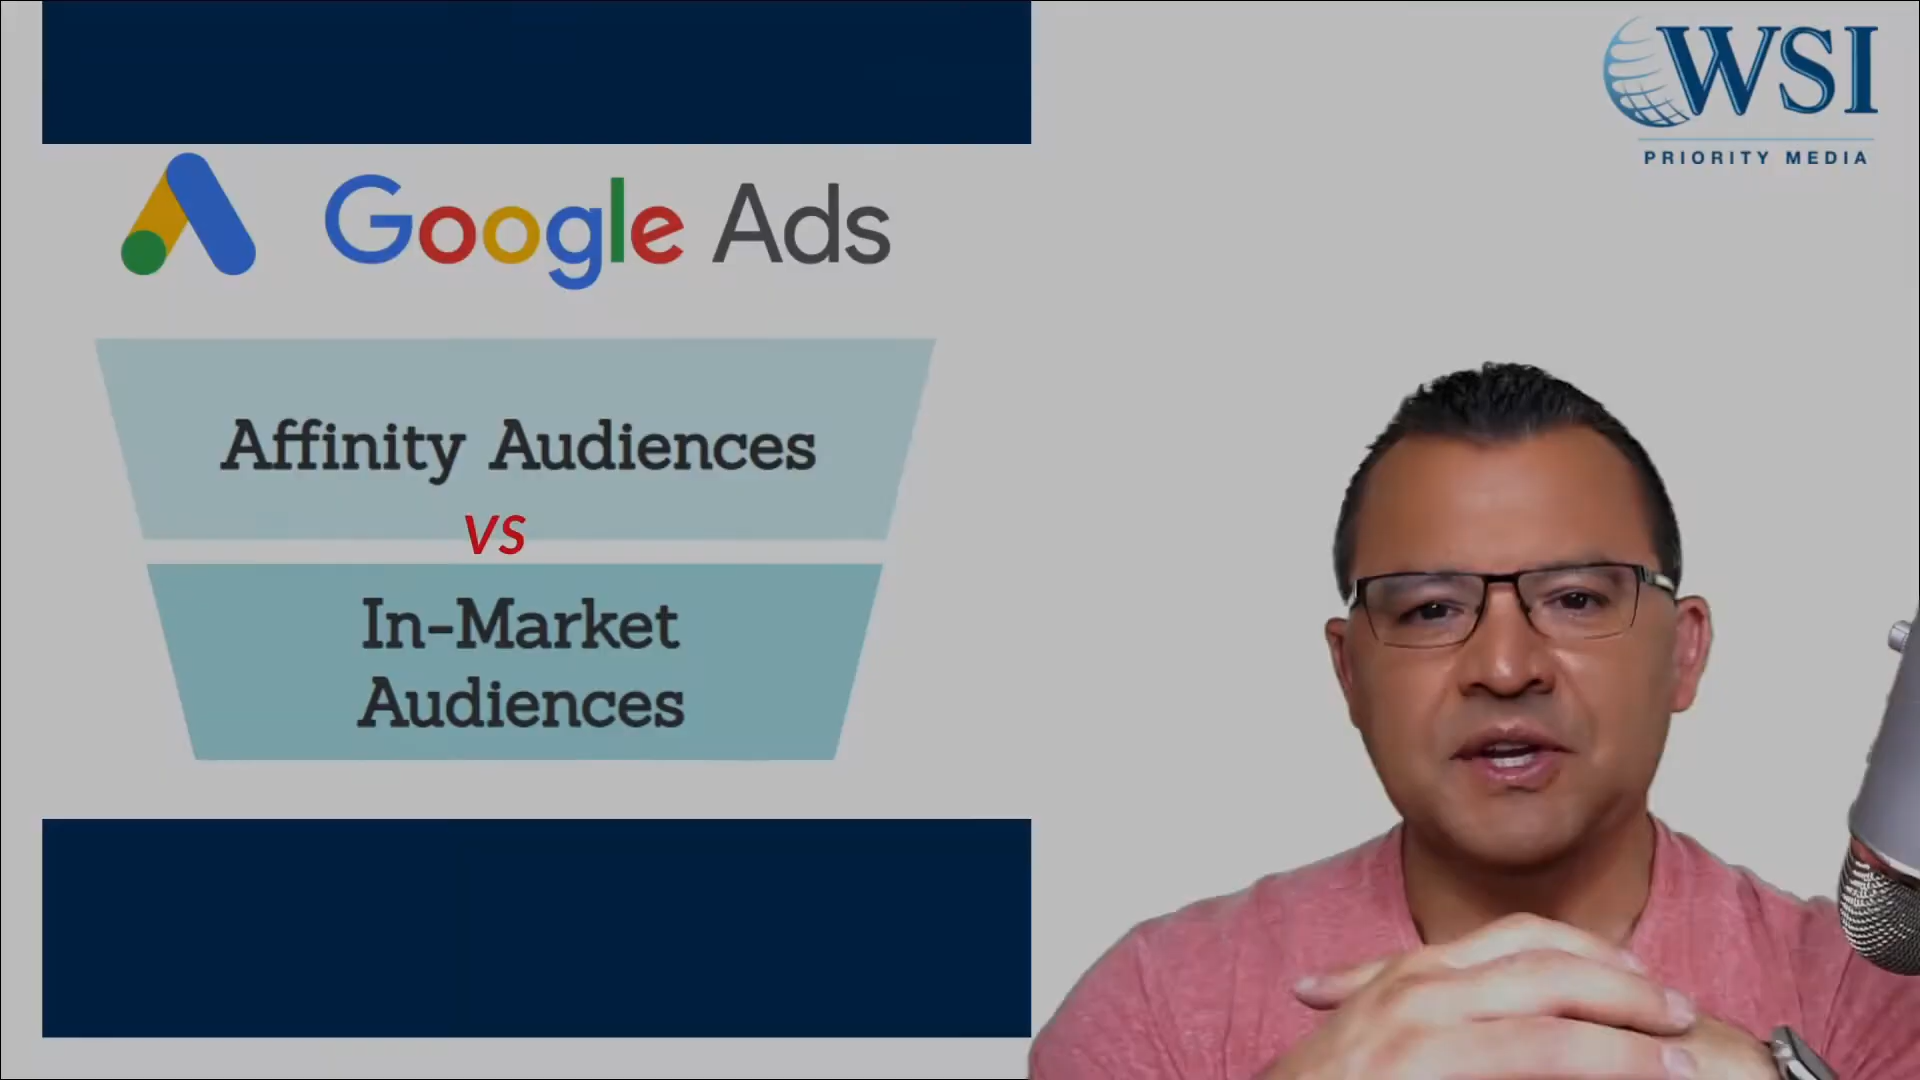 WSI
PRIORITY MEDIA
Google Ads
Affinity Audiences
VS
In-Market
Audiences